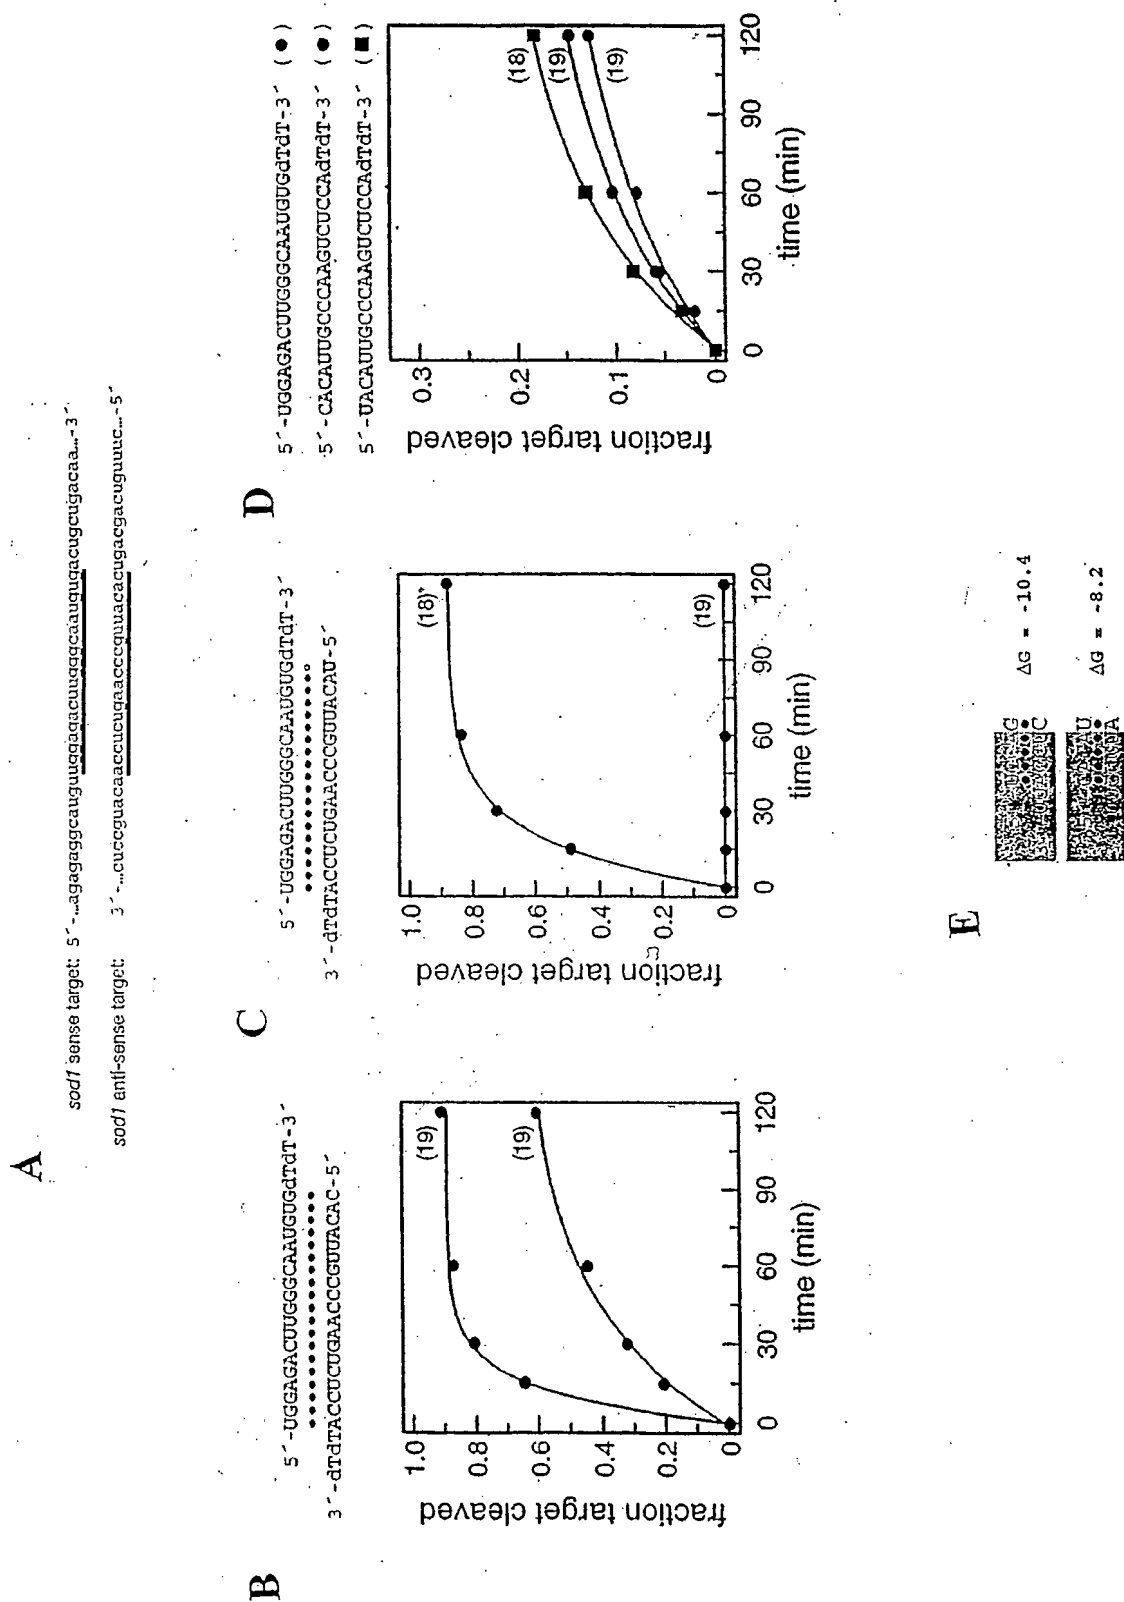 A
sod1 sense target: 5´-…agagaggcauguuggagacuugggcaaugugacugcugacaa…-3´
sod1 anti-sense target: 3´-…cuccguacaaccucugaacccguuacacugacgacuguuuc…-5´
B
5´-UGGAGACUUGGGCAAUGUGdTdT-3´
3´-dTdTACCUCUGAACCCGUUACAC-5´
fraction target cleaved
1.0
0.8
0.6
0.4
0.2
0
(19)
(19)
0 30 60 90 120
time (min)
C
5´-UGGAGACUUGGGCAAUGUGdTdT-3´
3´-dTdTACCUCUGAACCCGUUACAU-5´
fraction target cleaved
1.0
0.8
0.6
0.4
0.2
0
(18)
(19)
0 30 60 90 120
time (min)
D
5´-UGGAGACUUGGGCAAUGUGdTdT-3´ (●)
5´-CACAUUGCCCAAGUCUCCAdTdT-3´ (●)
5´-UACAUUGCCCAAGUCUCCAdTdT-3´ (■)
fraction target cleaved
0.3
0.2
0.1
0
(18)
(19)
(19)
0 30 60 90 120
time (min)
E
G
C
ΔG = -10.4
U
A
ΔG = -8.2